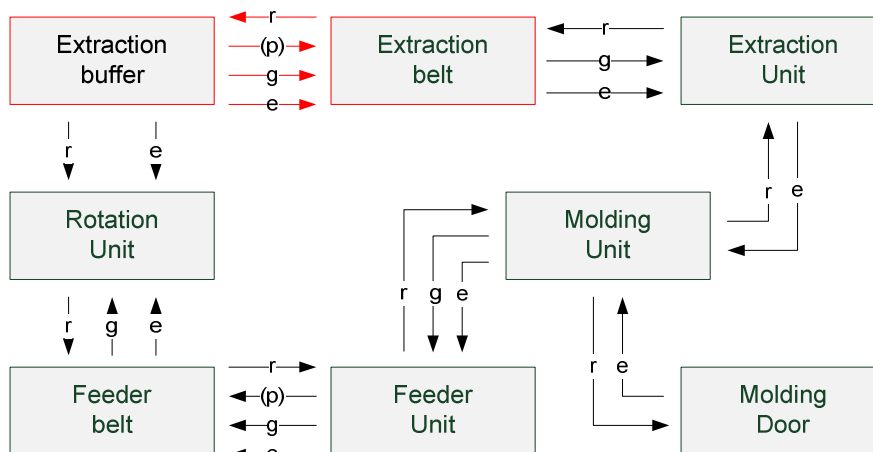 r
Extraction
buffer
(p)
g
e
Extraction
belt
r
g
e
Extraction
Unit
r
e
r
e
Rotation
Unit
Molding
Unit
r
g
e
r
g
e
r
e
Feeder
belt
r
(p)
g
Feeder
Unit
Molding
Door